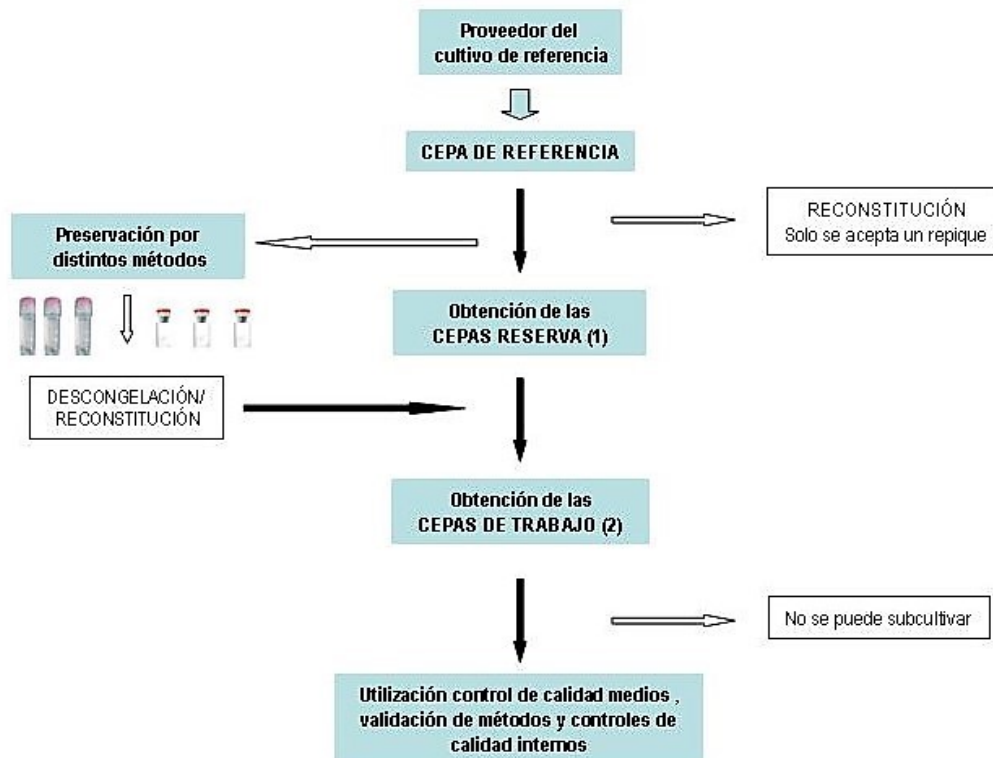 Proveedor del
cultivo de referencia
CEPA DE REFERENCIA
RECONSTITUCIÓN
Solo se acepta un repique
Preservación por
distintos métodos
Obtención de las
CEPAS RESERVA (1)
DESCONGELACIÓN/
RECONSTITUCIÓN
Obtención de las
CEPAS DE TRABAJO (2)
No se puede subcultivar
Utilización control de calidad medios ,
validación de métodos y controles de
calidad internos